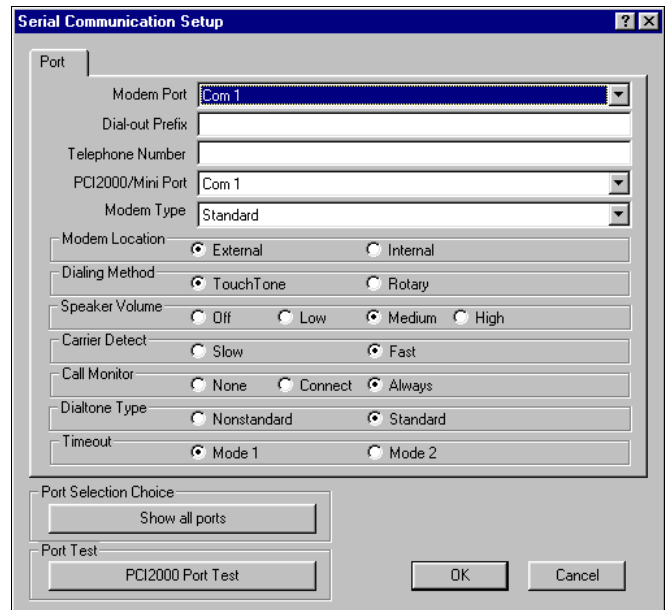 Serial Communication Setup
Port
Modem Port Com 1
Dial-out Prefix
Telephone Number
PCI2000/Mini Port Com 1
Modem Type Standard
Modem Location
External Internal
Dialing Method
TouchTone Rotary
Speaker Volume
Off Low Medium High
Carrier Detect
Slow Fast
Call Monitor
None Connect Always
Dialtone Type
Nonstandard Standard
Timeout
Mode 1 Mode 2
Port Selection Choice
Show all ports
Port Test
PCI2000 Port Test OK Cancel